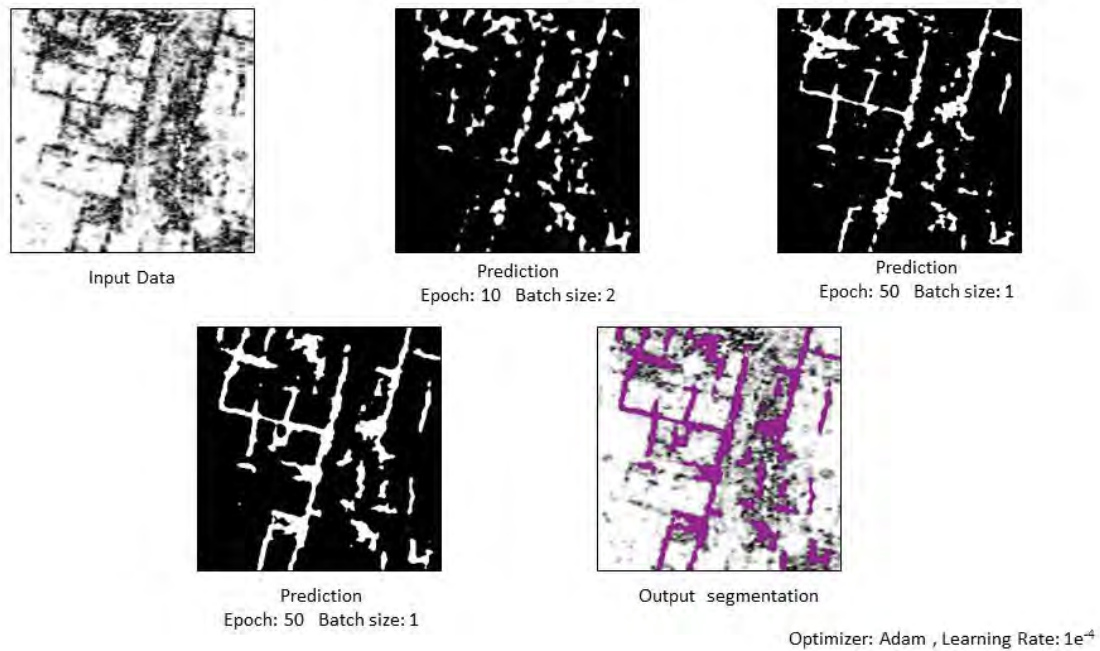 Input Data
Prediction
Epoch: 10 Batch size: 2
Prediction
Epoch: 50 Batch size: 1
Prediction
Epoch: 50 Batch size: 1
Output segmentation
Optimizer: Adam , Learning Rate: 1e⁻⁴